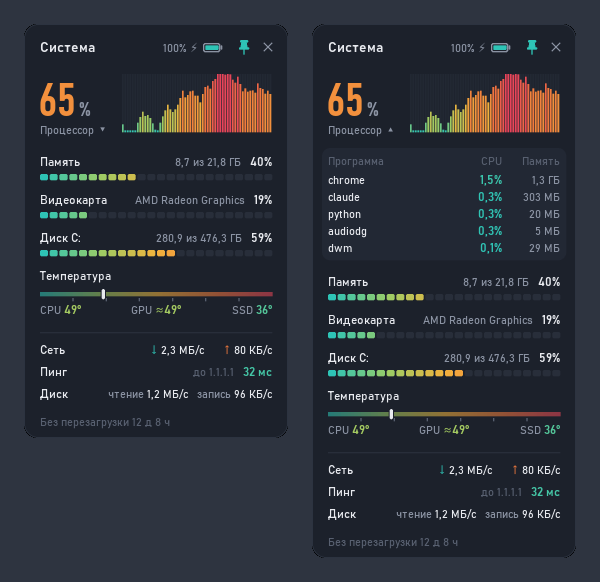 Система 100%
65 %
Процессор
Память 8,7 из 21,8 ГБ 40%
Видеокарта AMD Radeon Graphics 19%
Диск C: 280,9 из 476,3 ГБ 59%
Температура
CPU 49° GPU ≈49° SSD 36°
Сеть ↓ 2,3 МБ/с ↑ 80 КБ/с
Пинг до 1.1.1.1 32 мс
Диск чтение 1,2 МБ/с запись 96 КБ/с
Без перезагрузки 12 д 8 ч
Система 100%
65 %
Процессор
Программа CPU Память
chrome 1,5% 1,3 ГБ
claude 0,3% 303 МБ
python 0,3% 20 МБ
audiodg 0,3% 5 МБ
dwm 0,1% 29 МБ
Память 8,7 из 21,8 ГБ 40%
Видеокарта AMD Radeon Graphics 19%
Диск C: 280,9 из 476,3 ГБ 59%
Температура
CPU 49° GPU ≈49° SSD 36°
Сеть ↓ 2,3 МБ/с ↑ 80 КБ/с
Пинг до 1.1.1.1 32 мс
Диск чтение 1,2 МБ/с запись 96 КБ/с
Без перезагрузки 12 д 8 ч